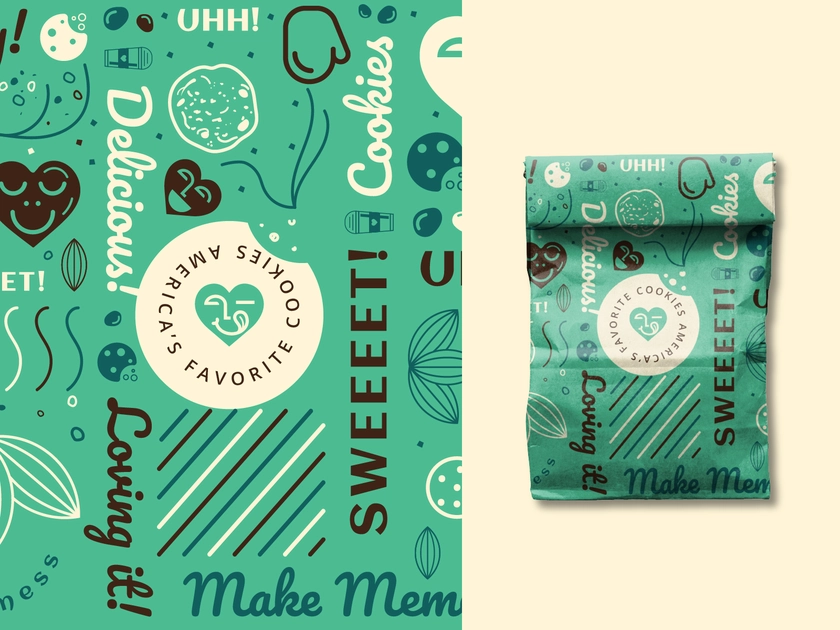 UHH!
Delicious!
Cookies
ET!
AMERICA'S FAVORITE COOKIES
SWEEEET!
Loving it!
ness
Make Mem
UHH!
Delicious!
Cookies
AMERICA'S FAVORITE COOKIES
SWEEEET!
Loving it!
ess
Make Mem